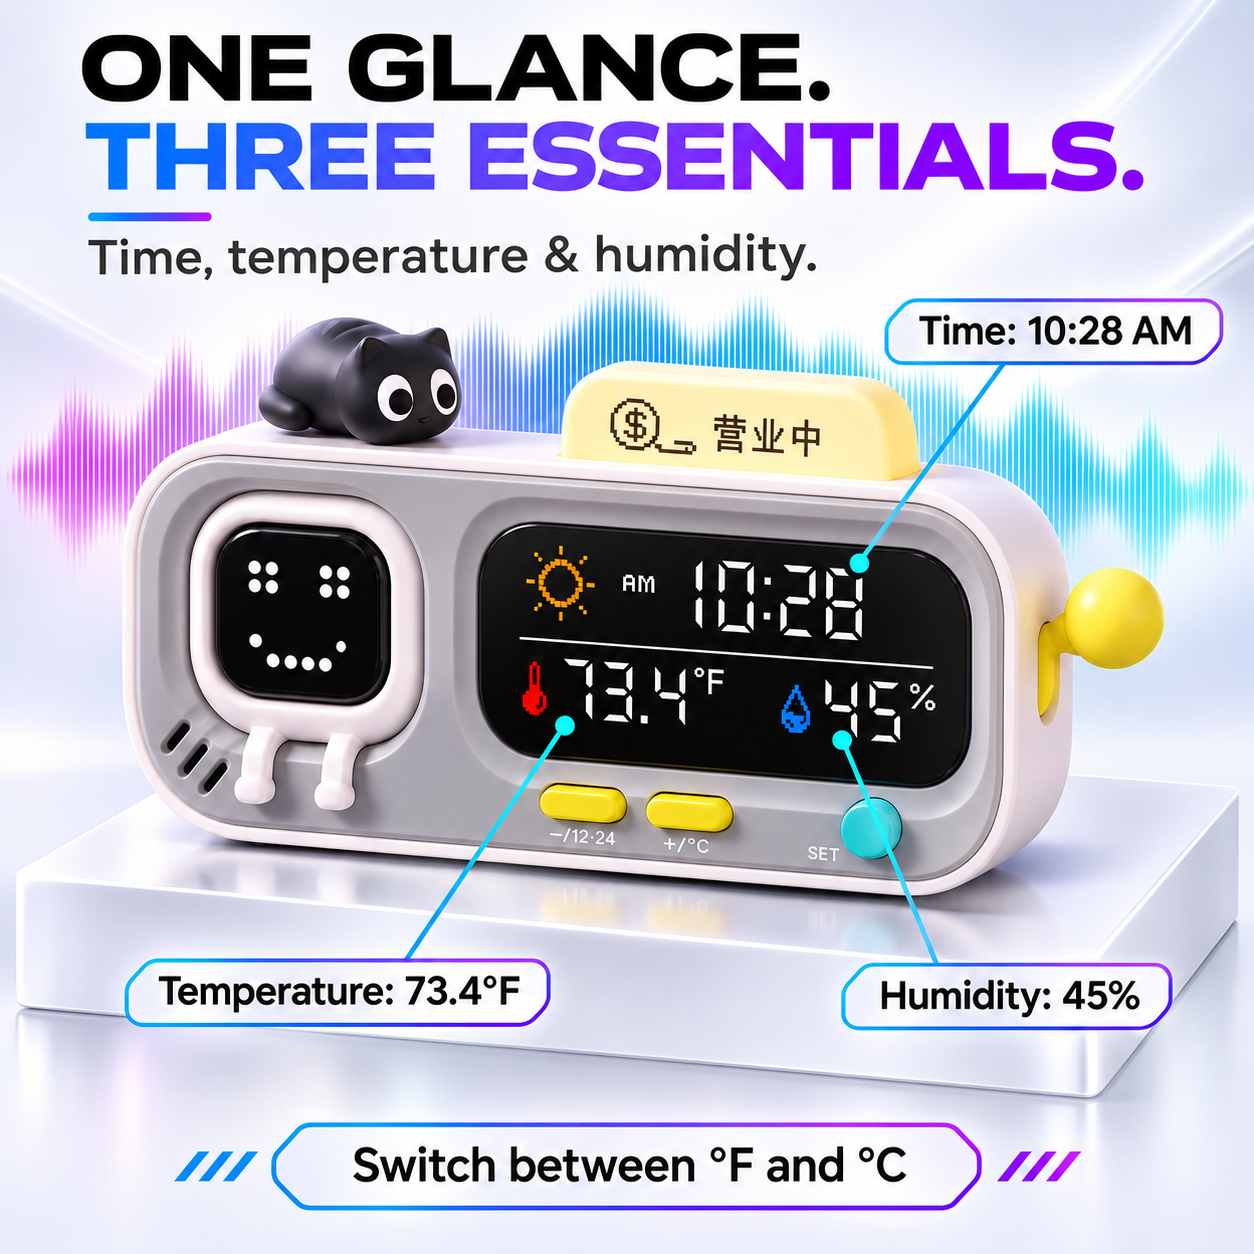 ONE GLANCE.
THREE ESSENTIALS.
Time, temperature & humidity.
Time: 10:28 AM
$ 营业中
AM 10:28
73.4°F 45%
−/12·24 +/°C SET
Temperature: 73.4°F
Humidity: 45%
Switch between °F and °C